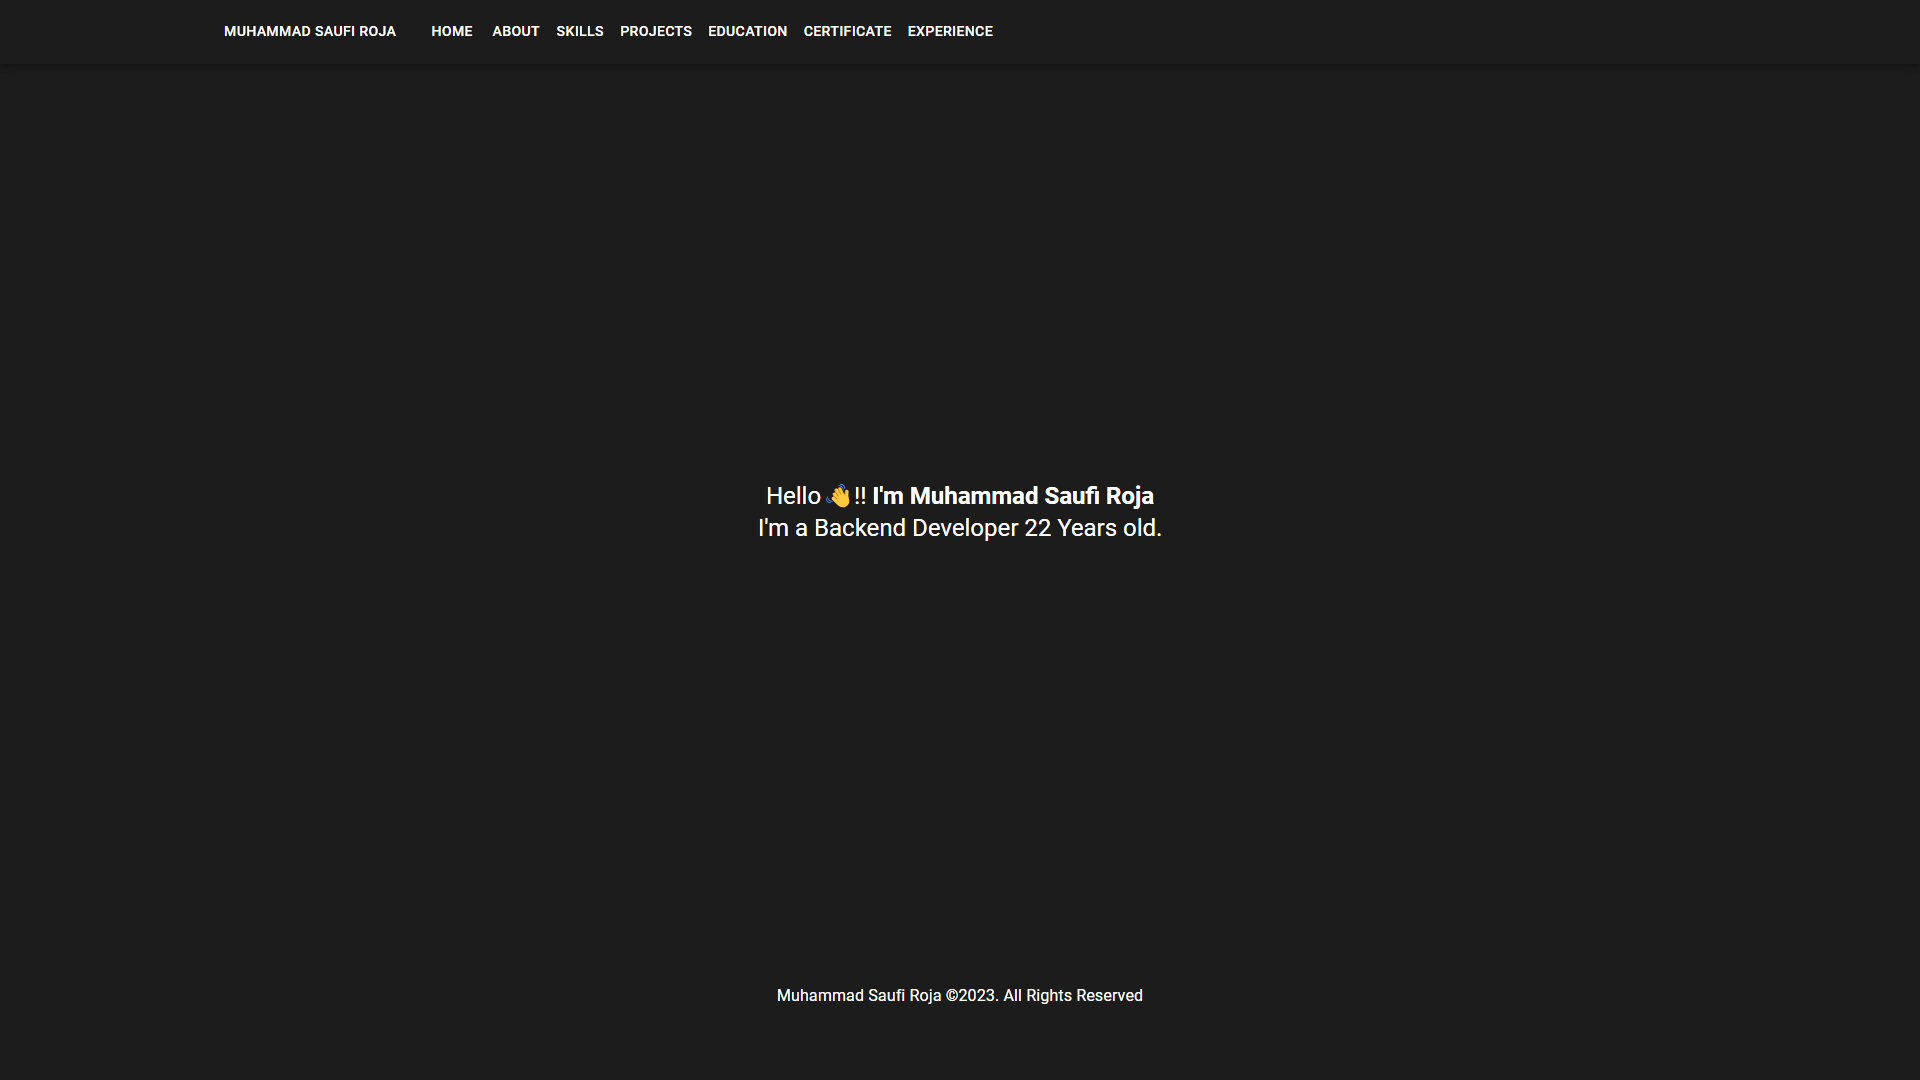 MUHAMMAD SAUFI ROJA HOME ABOUT SKILLS PROJECTS EDUCATION CERTIFICATE EXPERIENCE
Hello 👋!! I'm Muhammad Saufi Roja
I'm a Backend Developer 22 Years old.
Muhammad Saufi Roja ©2023. All Rights Reserved